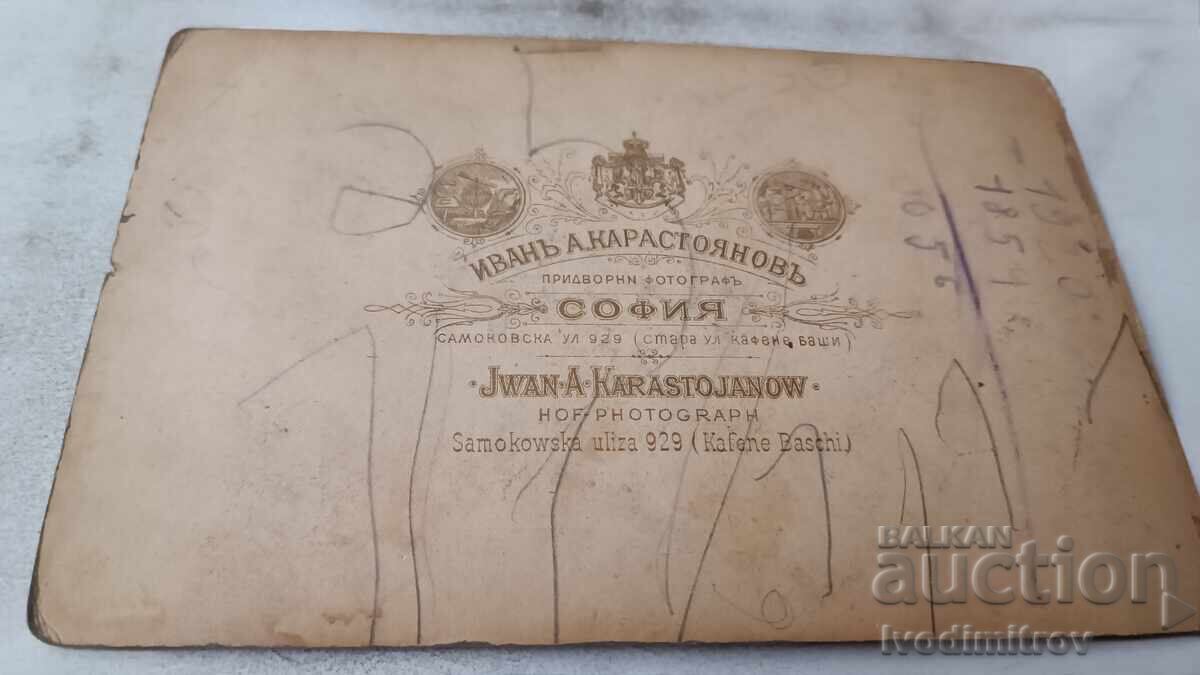 ИВАНЪ А. КАРАСТОЯНОВЪ
ПРИДВОРНИ ФОТОГРАФЪ
СОФИЯ
САМОКОВСКА УЛ 929 (СТАРА УЛ КАФЕНЕ БАШИ)
·JWAN·A·KARASTOJANOW·
HOF-PHOTOGRAPH
Samokowska uliza 929 (Kafene Baschi)
1056
BALKAN
auction
Ivodimitrov